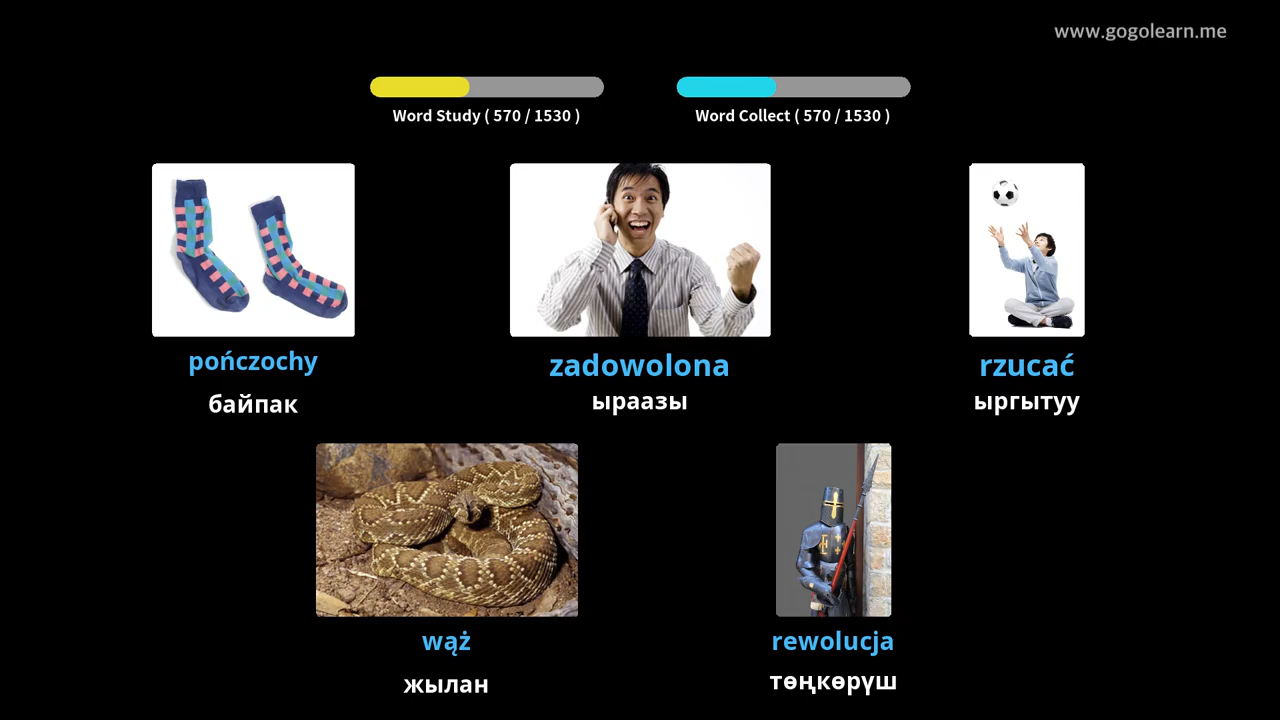 www.gogolearn.me
Word Study ( 570 / 1530 )
Word Collect ( 570 / 1530 )
pończochy
байпак
zadowolona
ыраазы
rzucać
ыргытуу
wąż
жылан
rewolucja
төңкөрүш